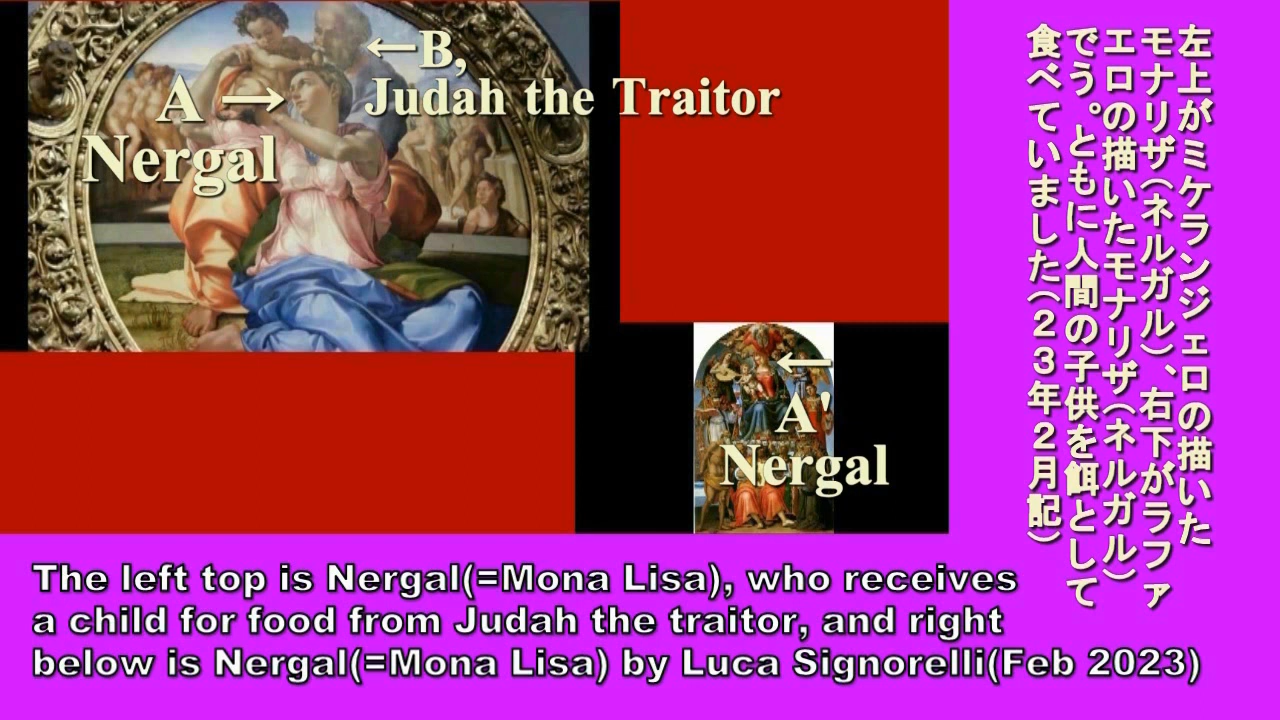 ←B,
A →
Judah the Traitor
Nergal
←
A'
Nergal
左上がミケランジェロの描いた
モナリザ（ネルガル）、右下がラファ
エロの描いたモナリザ（ネルガル）
でう。ともに人間の子供を餌として
食べていました（２３年２月記）
The left top is Nergal(=Mona Lisa), who receives
a child for food from Judah the traitor, and right
below is Nergal(=Mona Lisa) by Luca Signorelli(Feb 2023)